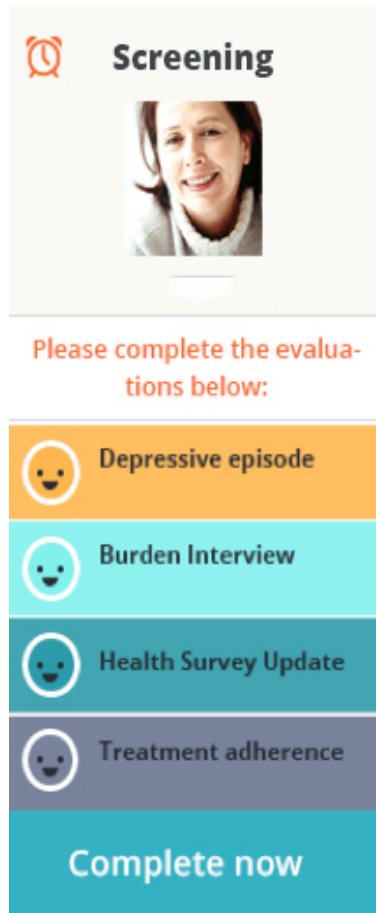 Screening
Please complete the evalua-
tions below:
Depressive episode
Burden Interview
Health Survey Update
Treatment adherence
Complete now